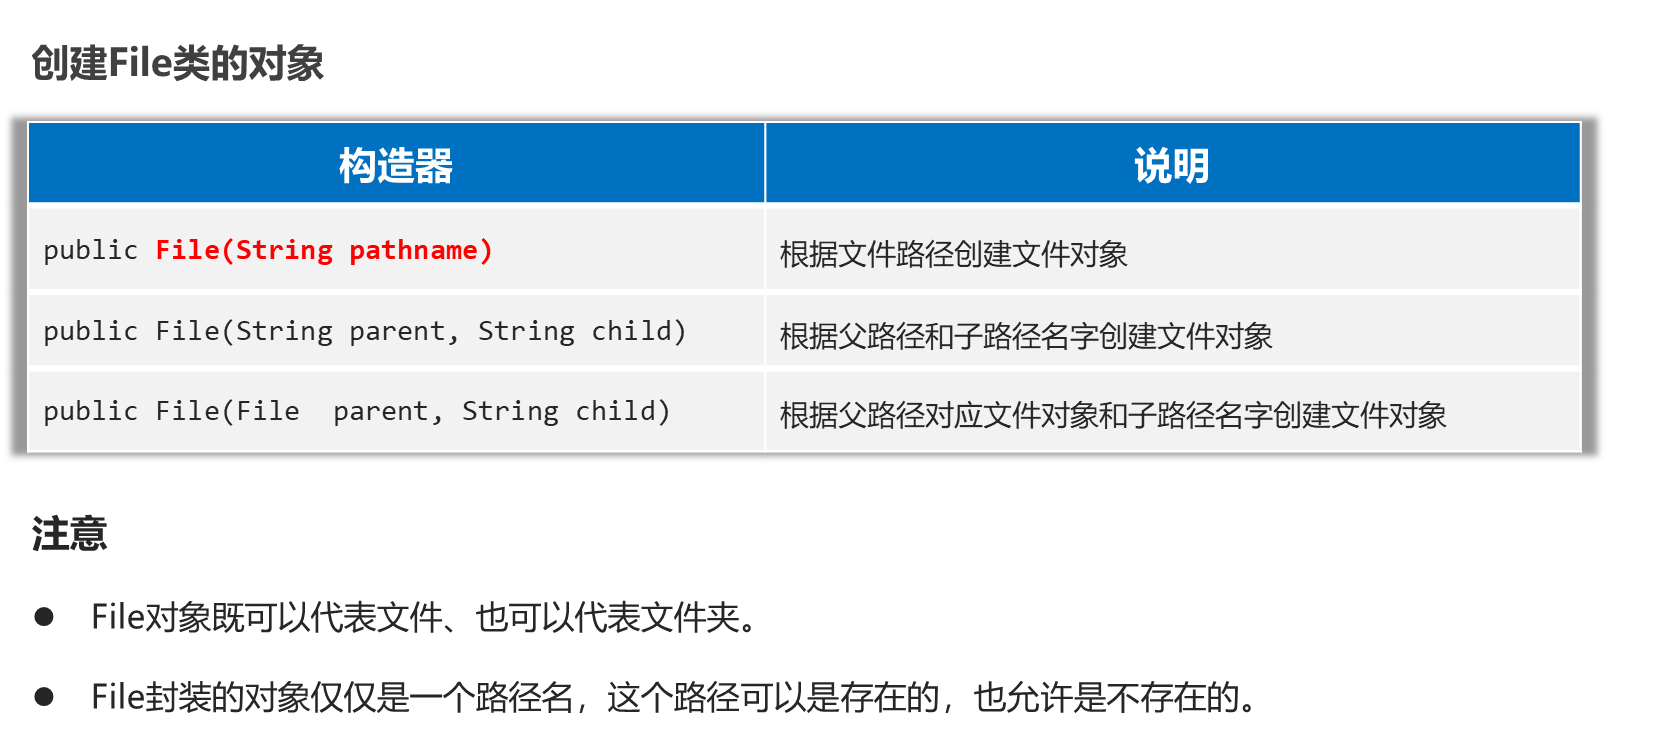 创建File类的对象
构造器 说明
public File(String pathname) 根据文件路径创建文件对象
public File(String parent, String child) 根据父路径和子路径名字创建文件对象
public File(File  parent, String child) 根据父路径对应文件对象和子路径名字创建文件对象
注意
● File对象既可以代表文件、也可以代表文件夹。
● File封装的对象仅仅是一个路径名，这个路径可以是存在的，也允许是不存在的。